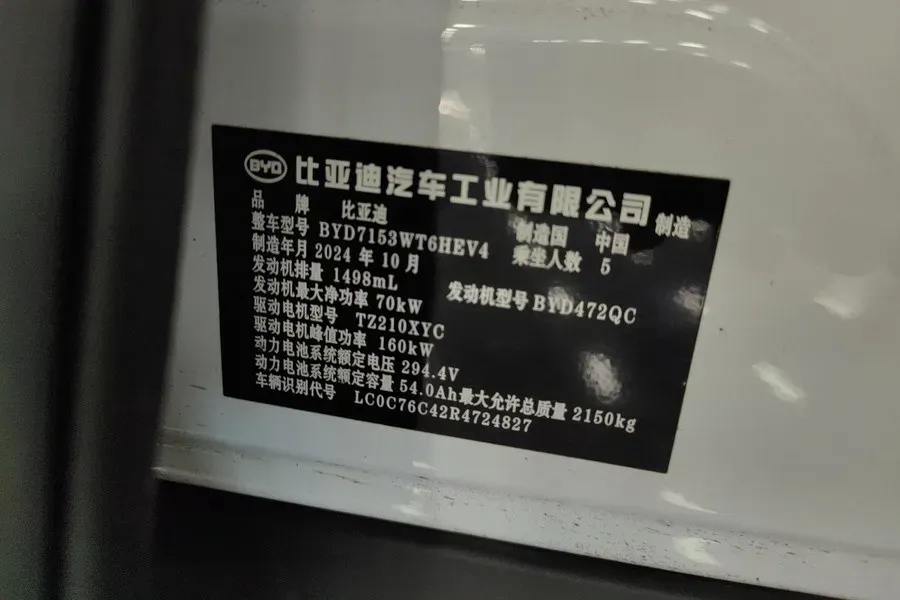 BYD 比亚迪汽车工业有限公司 制造
品 牌 比亚迪 制造国 中国
整车型号 BYD7153WT6HEV4 乘坐人数 5
制造年月 2024 年 10 月
发动机排量 1498mL 发动机型号 BYD472QC
发动机最大净功率 70kW
驱动电机型号 TZ210XYC
驱动电机峰值功率 160kW
动力电池系统额定电压 294.4V
动力电池系统额定容量 54.0Ah 最大允许总质量 2150kg
车辆识别代号 LC0C76C42R4724827